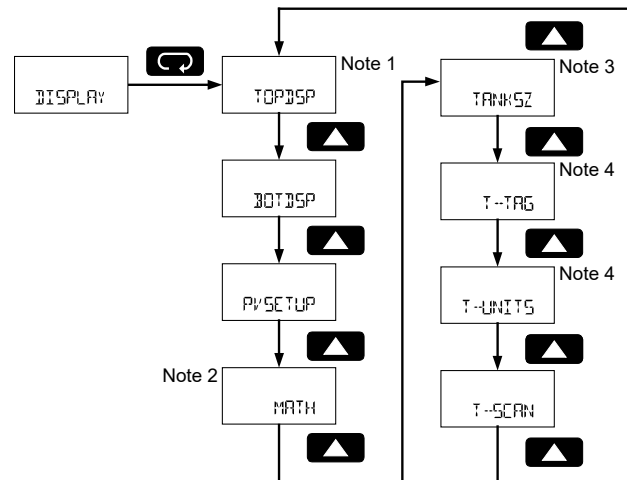 DISPLAY
Note 1
TOPDSP
BOTDSP
PVSETUP
Note 2
MATH
Note 3
TANKSZ
Note 4
T-TAG
Note 4
T-UNITS
T-SCAN